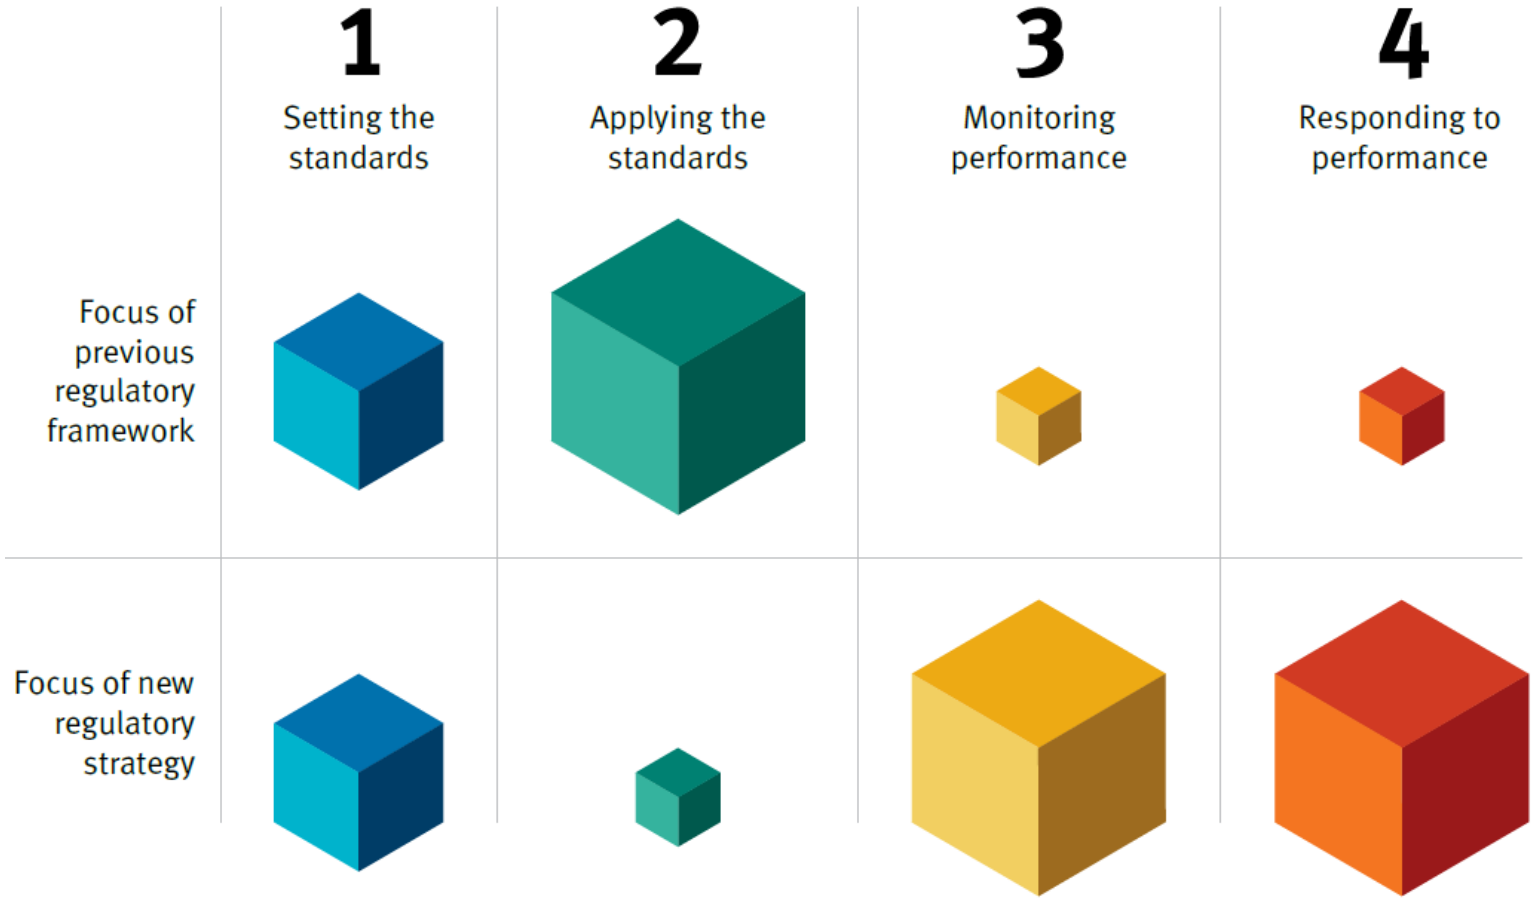 1
Setting the
standards
2
Applying the
standards
3
Monitoring
performance
4
Responding to
performance
Focus of
previous
regulatory
framework
Focus of new
regulatory
strategy